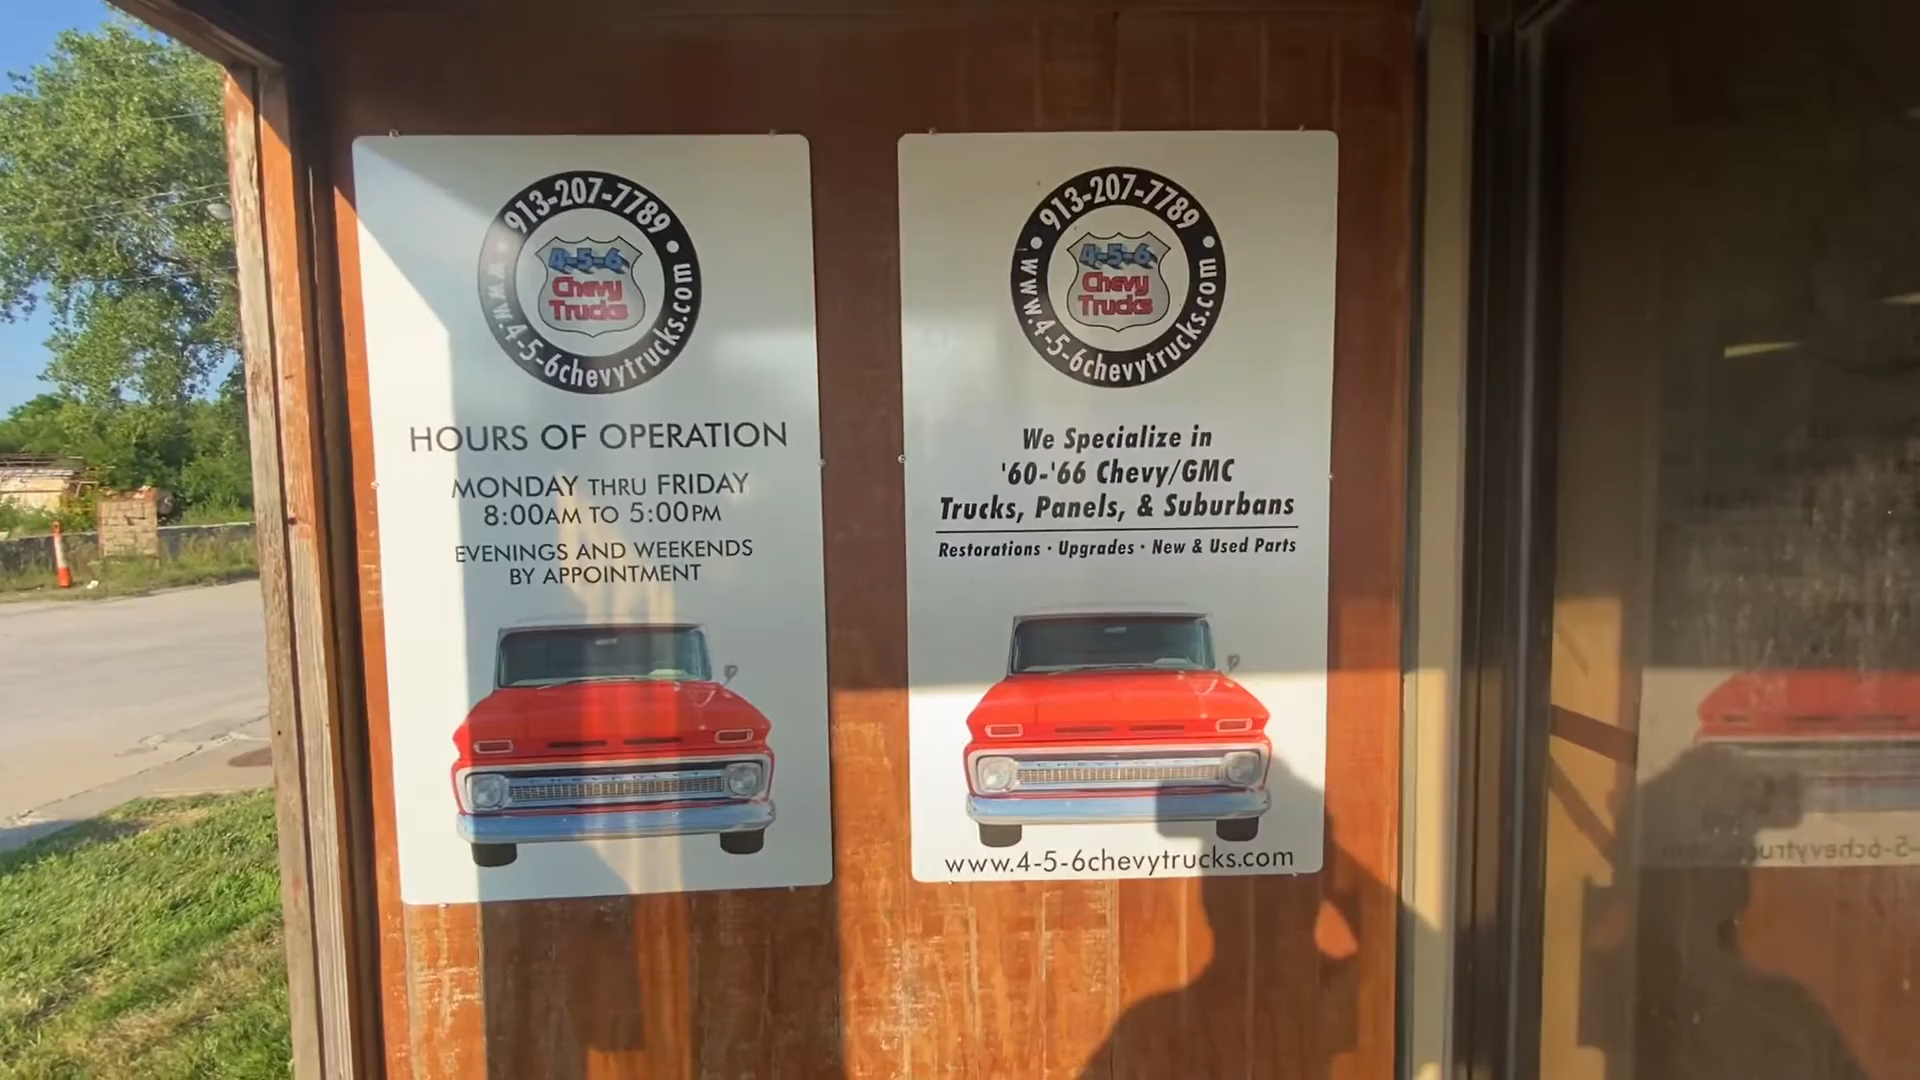 913-207-7789
4-5-6
Chevy
Trucks
www.4-5-6chevytrucks.com
HOURS OF OPERATION
MONDAY THRU FRIDAY
8:00AM TO 5:00PM
EVENINGS AND WEEKENDS
BY APPOINTMENT
CHEVROLET
913-207-7789
4-5-6
Chevy
Trucks
www.4-5-6chevytrucks.com
We Specialize in
'60-'66 Chevy/GMC
Trucks, Panels, & Suburbans
Restorations · Upgrades · New & Used Parts
CHEVROLET
www.4-5-6chevytrucks.com